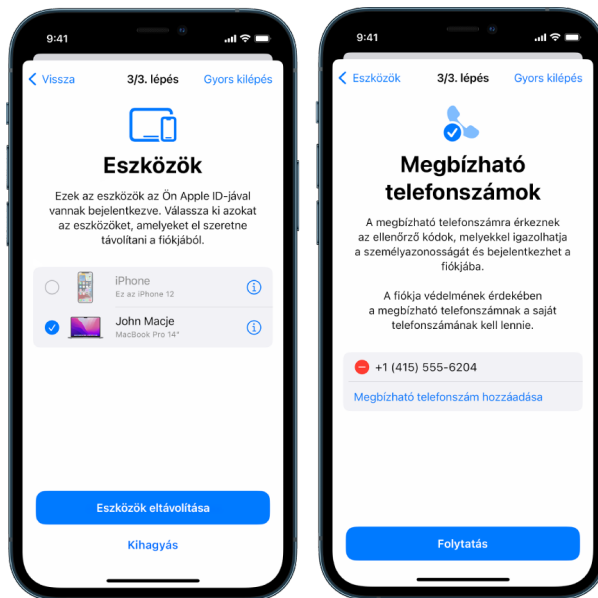 9:41
Vissza 3/3. lépés Gyors kilépés
Eszközök
Ezek az eszközök az Ön Apple ID-jával
vannak bejelentkezve. Válassza ki azokat
az eszközöket, amelyeket el szeretne
távolítani a fiókjából.
iPhone
Ez az iPhone 12
John Macje
MacBook Pro 14"
Eszközök eltávolítása
Kihagyás
9:41
Eszközök 3/3. lépés Gyors kilépés
Megbízható
telefonszámok
A megbízható telefonszámra érkeznek
az ellenőrző kódok, melyekkel igazolhatja
a személyazonosságát és bejelentkezhet a
fiókjába.
A fiókja védelmének érdekében
a megbízható telefonszámnak a saját
telefonszámának kell lennie.
+1 (415) 555-6204
Megbízható telefonszám hozzáadása
Folytatás